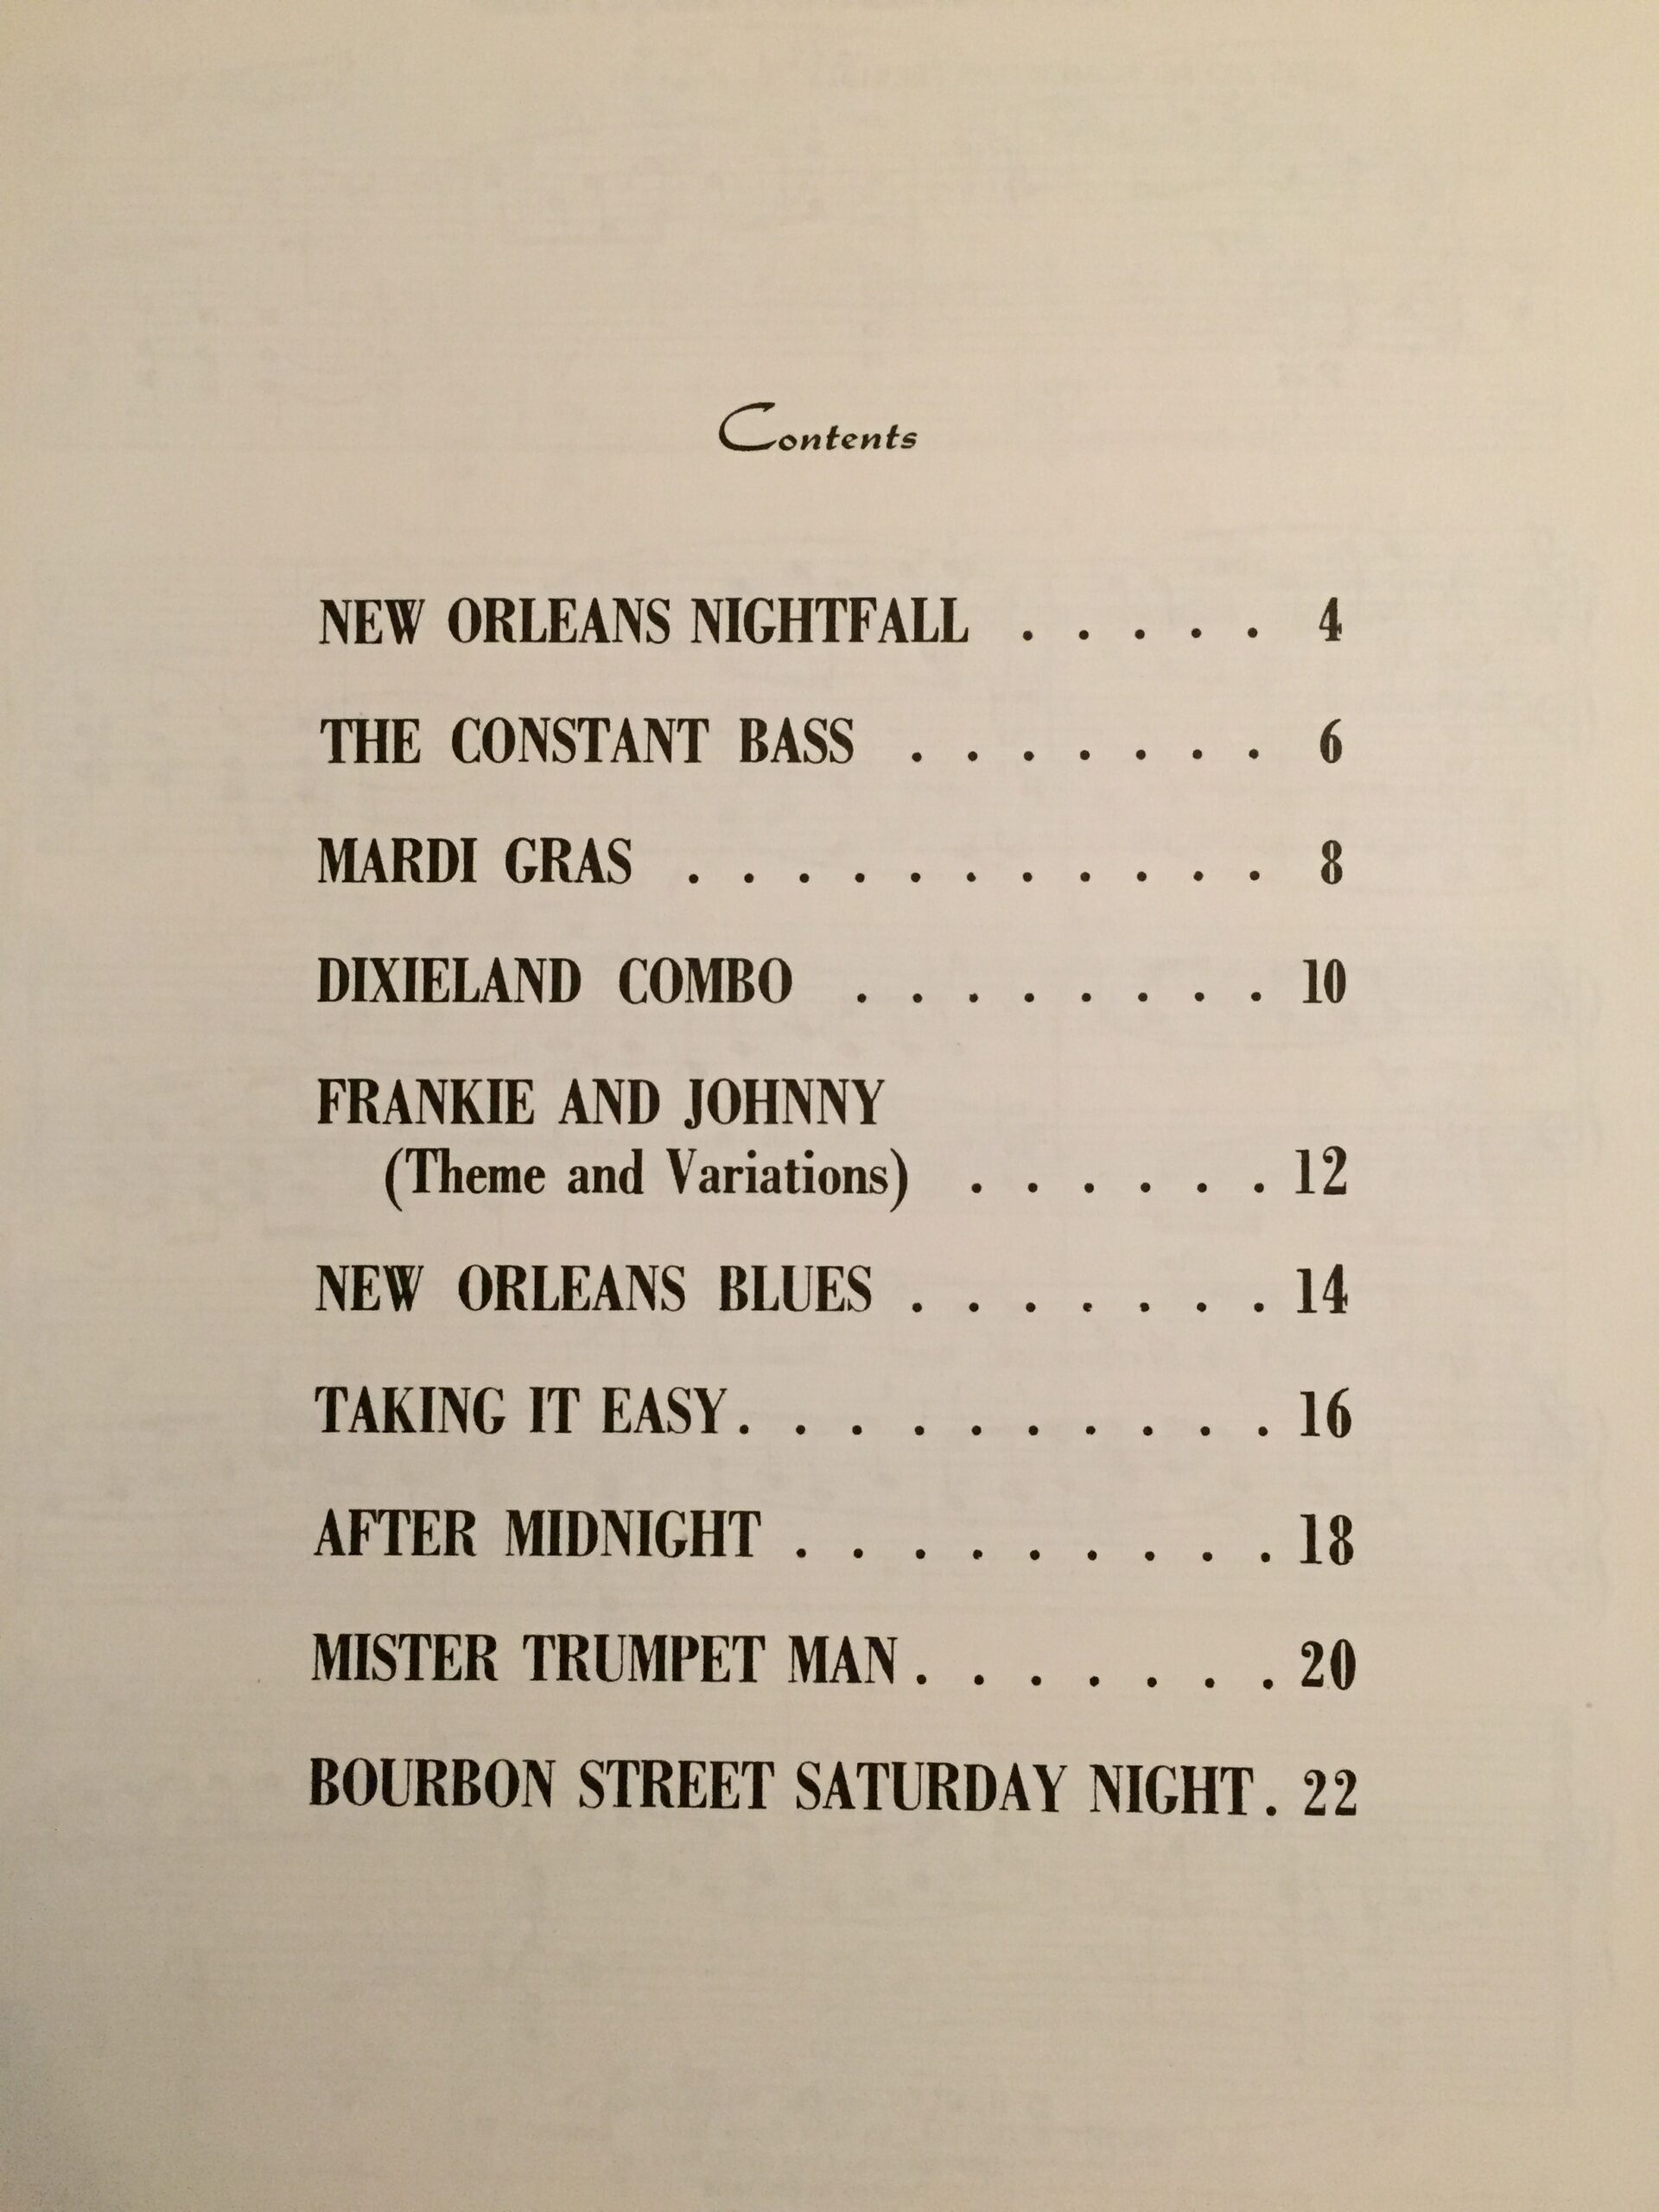 Contents
NEW ORLEANS NIGHTFALL . . . . . 4
THE CONSTANT BASS . . . . . . . 6
MARDI GRAS . . . . . . . . . . . 8
DIXIELAND COMBO . . . . . . . . 10
FRANKIE AND JOHNNY
(Theme and Variations) . . . . . . 12
NEW ORLEANS BLUES . . . . . . . 14
TAKING IT EASY. . . . . . . . . . 16
AFTER MIDNIGHT . . . . . . . . . 18
MISTER TRUMPET MAN. . . . . . . 20
BOURBON STREET SATURDAY NIGHT. 22